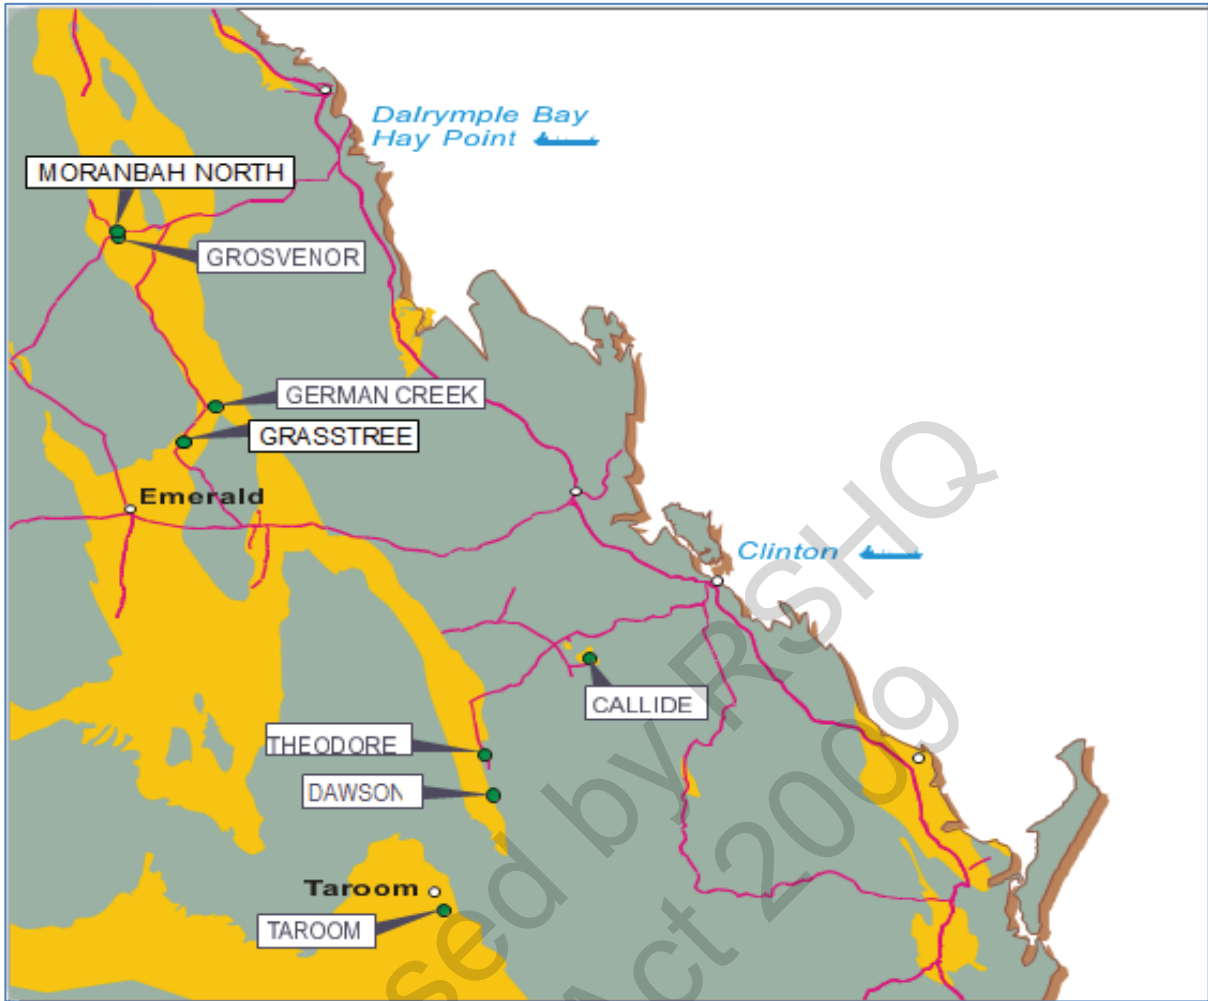 Dalrymple Bay
Hay Point
MORANBAH NORTH
GROSVENOR
GERMAN CREEK
GRASSTREE
Emerald
Clinton
CALLIDE
THEODORE
DAWSON
Taroom
TAROOM
sed by RSHQ
Act 2009